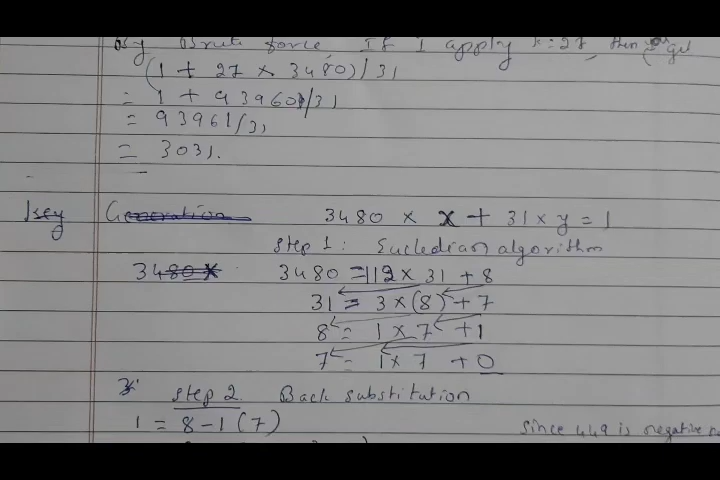 By Brute force, If I apply k=27, then get
(1 + 27 × 3480)/31
= 1 + 93960/31
= 93961/31
= 3031.
key Generation 3480 × x + 31 × y = 1
Step 1: Eucledian algorithm
3480 × 3480 = 112 × 31 + 8
31 = 3 × (8) + 7
8 = 1 × 7 + 1
7 = 1 × 7 + 0
Step 2. Back substitution
1 = 8 - 1(7)
Since 449 is negative